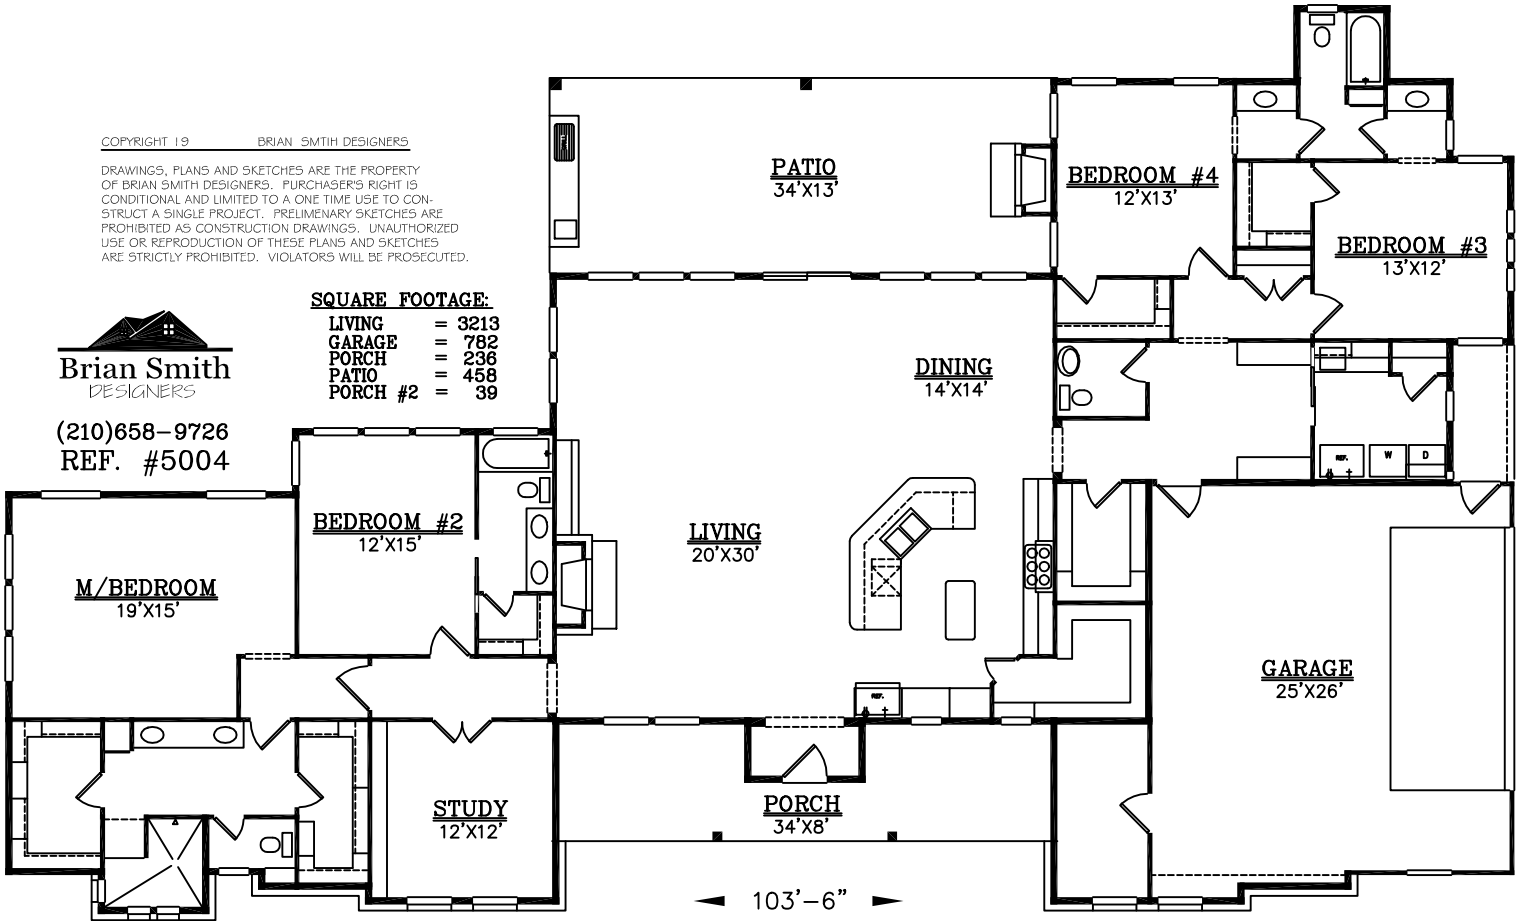 COPYRIGHT 19 BRIAN SMTIH DESIGNERS
DRAWINGS, PLANS AND SKETCHES ARE THE PROPERTY
OF BRIAN SMITH DESIGNERS. PURCHASER'S RIGHT IS
CONDITIONAL AND LIMITED TO A ONE TIME USE TO CON-
STRUCT A SINGLE PROJECT. PRELIMENARY SKETCHES ARE
PROHIBITED AS CONSTRUCTION DRAWINGS. UNAUTHORIZED
USE OR REPRODUCTION OF THESE PLANS AND SKETCHES
ARE STRICTLY PROHIBITED. VIOLATORS WILL BE PROSECUTED.
Brian Smith
DESIGNERS
(210)658-9726
REF. #5004
SQUARE FOOTAGE:
LIVING = 3213
GARAGE = 782
PORCH = 236
PATIO = 458
PORCH #2 = 39
PATIO
34'X13'
BEDROOM #4
12'X13'
BEDROOM #3
13'X12'
DINING
14'X14'
REF.
W
D
BEDROOM #2
12'X15'
LIVING
20'X30'
M/BEDROOM
19'X15'
GARAGE
25'X26'
REF.
STUDY
12'X12'
PORCH
34'X8'
103'-6"